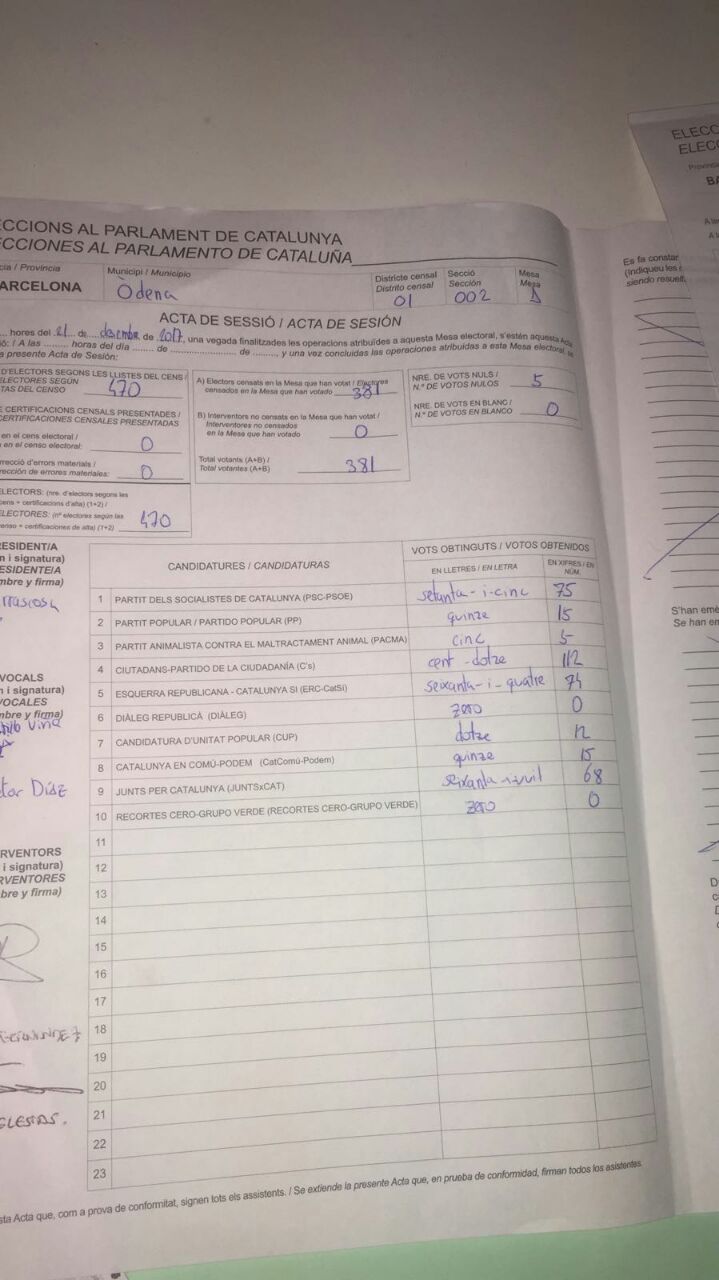 ECCIONS AL PARLAMENT DE CATALUNYA
ECCIONES AL PARLAMENTO DE CATALUÑA
cia / Provincia
ARCELONA
Municipi / Municipio
Òdena
Districte censal
Distrito censal
01
Secció
Sección
002
Mesa
Mesa
ACTA DE SESSIÓ / ACTA DE SESIÓN
hores del 21 de desembre de 2017, una vegada finalitzades les operacions atribuïdes a aquesta Mesa electoral, s'estén aquesta Acta
ó: / A las ........ horas del día ........ de ........ de ........ y una vez concluidas las operaciones atribuidas a esta Mesa electoral, se
a presente Acta de Sesión:
D'ELECTORS SEGONS LES LLISTES DEL CENS /
ELECTORES SEGÚN
TAS DEL CENSO 470
E CERTIFICACIONS CENSALS PRESENTADES /
CERTIFICACIONES CENSALES PRESENTADAS
en el cens electoral /
a en el censo electoral: 0
rrecció d'errors materials /
rección de errores materiales: 0
ELECTORS: (nre. d'electors segons les
cens + certificacions d'alta) (1+2) /
ELECTORES: (nº electores según las
censo + certificaciones de alta) (1+2) 470
A) Electors censats en la Mesa que han votat / Electores
censados en la Mesa que han votado 381
B) Interventors no censats en la Mesa que han votat /
Interventores no censados
en la Mesa que han votado 0
Total votants (A+B) /
Total votantes (A+B) 381
NRE. DE VOTS NULS /
N.º DE VOTOS NULOS 5
NRE. DE VOTS EN BLANC /
N.º DE VOTOS EN BLANCO 0
RESIDENT/A
n i signatura)
ESIDENTE/A
mbre y firma)
VOCALS
n i signatura)
VOCALES
mbre y firma)
tor Díaz
RVENTORS
i signatura)
RVENTORES
bre y firma)
GLESIAS.
CANDIDATURES / CANDIDATURAS
VOTS OBTINGUTS / VOTOS OBTENIDOS
EN LLETRES / EN LETRA
EN XIFRES / EN NÚM.
1 PARTIT DELS SOCIALISTES DE CATALUNYA (PSC-PSOE) setanta-i-cinc 75
2 PARTIT POPULAR / PARTIDO POPULAR (PP) quinze 15
3 PARTIT ANIMALISTA CONTRA EL MALTRACTAMENT ANIMAL (PACMA) cinc 5
4 CIUTADANS-PARTIDO DE LA CIUDADANÍA (C's) cent-dotze 112
5 ESQUERRA REPUBLICANA - CATALUNYA SI (ERC-CatSí) seixanta-i-quatre 74
6 DIÀLEG REPUBLICÀ (DIÀLEG) zero 0
7 CANDIDATURA D'UNITAT POPULAR (CUP) dotze 12
8 CATALUNYA EN COMÚ-PODEM (CatComú-Podem) quinze 15
9 JUNTS PER CATALUNYA (JUNTSxCAT) seixanta-i-vuit 68
10 RECORTES CERO-GRUPO VERDE (RECORTES CERO-GRUPO VERDE) zero 0
11
12
13
14
15
16
17
18
19
20
21
22
23
sta Acta que, com a prova de conformitat, signen tots els assistents. / Se extiende la presente Acta que, en prueba de conformidad, firman todos los asistentes.
ELECC
ELEC
Provincia
BA
Es fa constar
(indiqueu les
siendo resuelt
S'han eme
Se han em